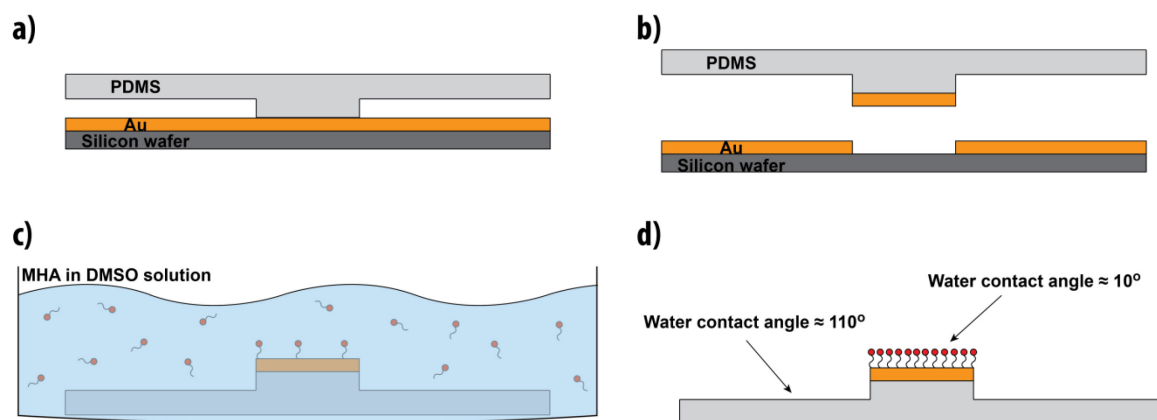 a)
PDMS
Au
Silicon wafer
b)
PDMS
Au
Silicon wafer
c)
MHA in DMSO solution
d)
Water contact angle ≈ 10º
Water contact angle ≈ 110º